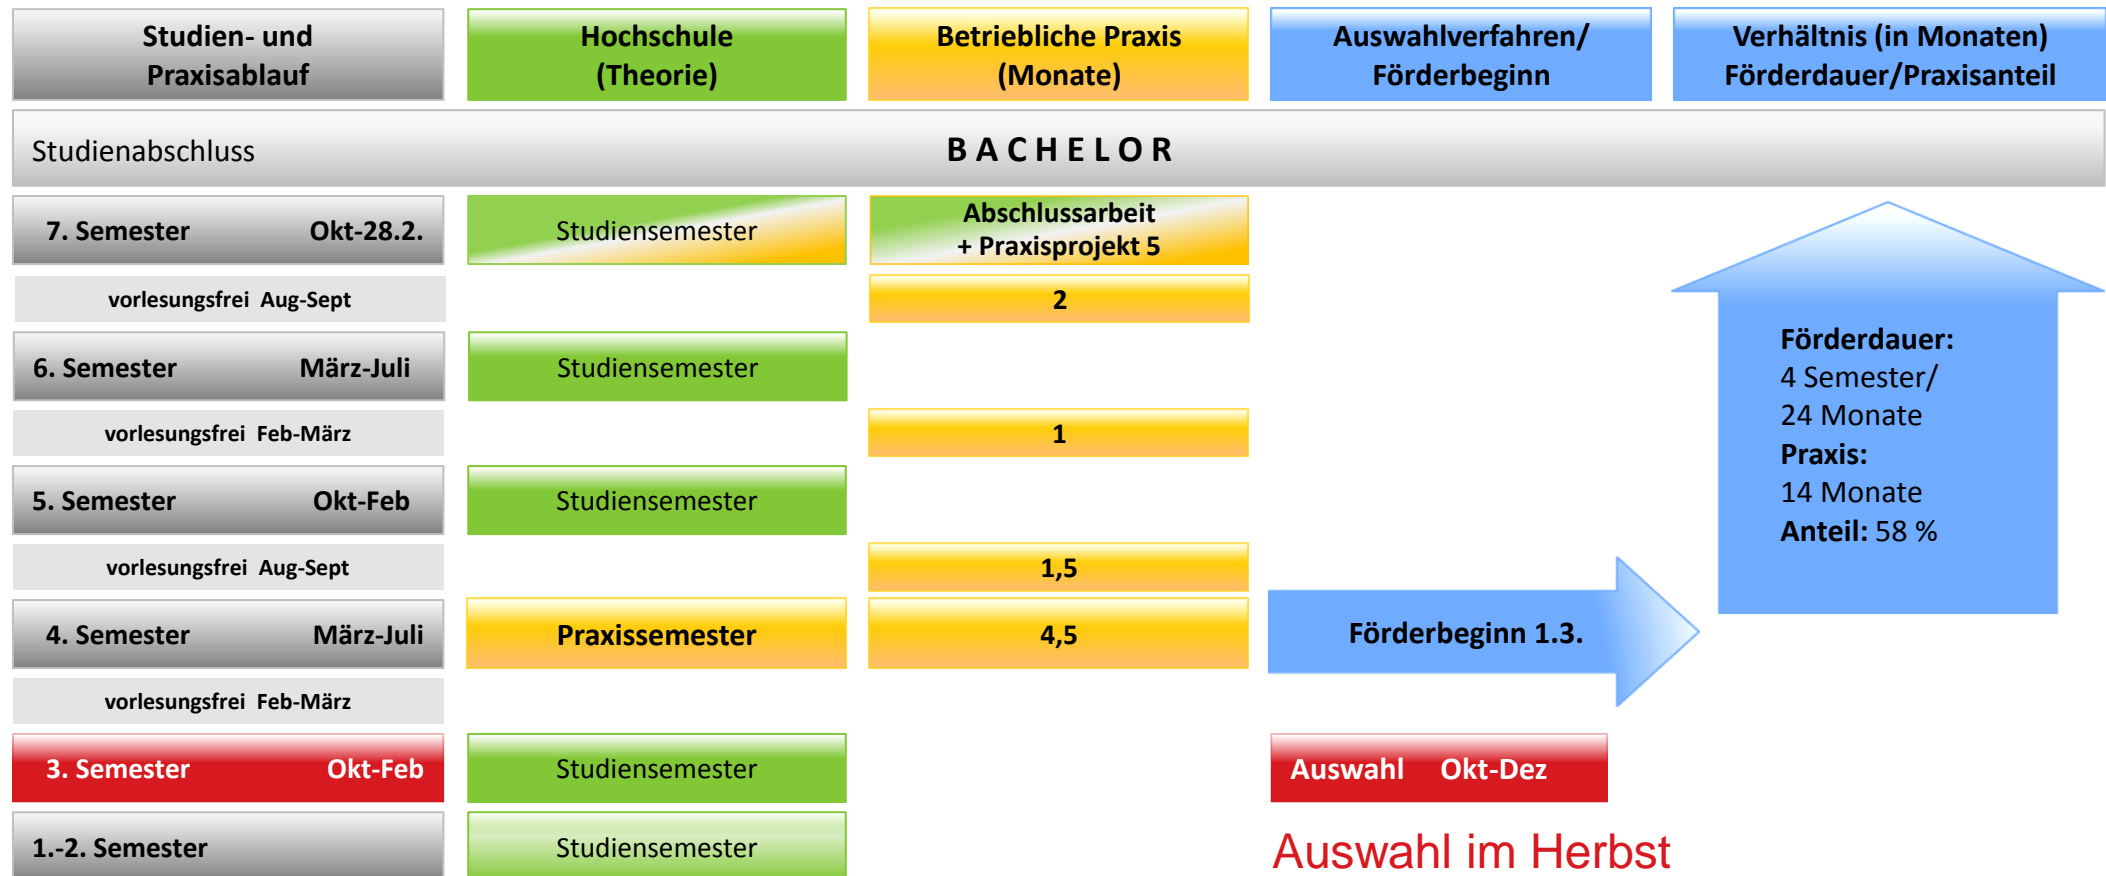 Studien- und
Praxisablauf
Hochschule
(Theorie)
Betriebliche Praxis
(Monate)
Auswahlverfahren/
Förderbeginn
Verhältnis (in Monaten)
Förderdauer/Praxisanteil
Studienabschluss B A C H E L O R
7. Semester Okt-28.2. Studiensemester
Abschlussarbeit
+ Praxisprojekt 5
vorlesungsfrei Aug-Sept 2
6. Semester März-Juli Studiensemester
vorlesungsfrei Feb-März 1
5. Semester Okt-Feb Studiensemester
vorlesungsfrei Aug-Sept 1,5
4. Semester März-Juli Praxissemester 4,5 Förderbeginn 1.3.
Förderdauer:
4 Semester/
24 Monate
Praxis:
14 Monate
Anteil: 58 %
vorlesungsfrei Feb-März
3. Semester Okt-Feb Studiensemester Auswahl Okt-Dez
1.-2. Semester Studiensemester Auswahl im Herbst